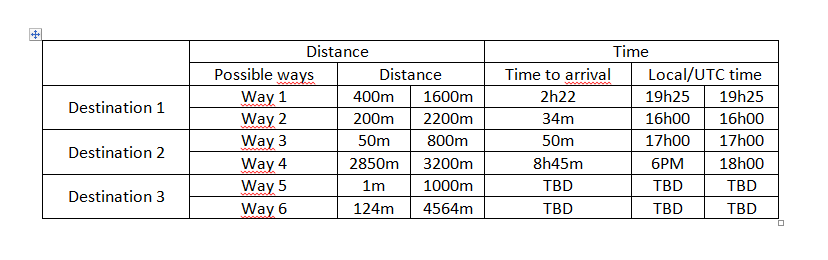 Distance Time
Possible ways Distance Time to arrival Local/UTC time
Destination 1 Way 1 400m 1600m 2h22 19h25 19h25
Way 2 200m 2200m 34m 16h00 16h00
Destination 2 Way 3 50m 800m 50m 17h00 17h00
Way 4 2850m 3200m 8h45m 6PM 18h00
Destination 3 Way 5 1m 1000m TBD TBD TBD
Way 6 124m 4564m TBD TBD TBD